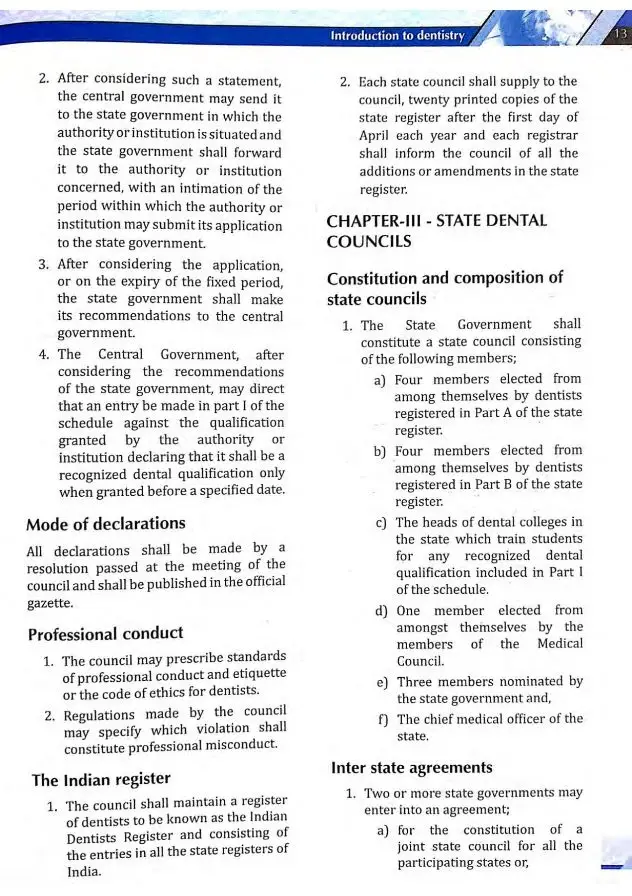 Introduction to dentistry
13
2. After considering such a statement,
the central government may send it
to the state government in which the
authority or institution is situated and
the state government shall forward
it to the authority or institution
concerned, with an intimation of the
period within which the authority or
institution may submit its application
to the state government.
3. After considering the application,
or on the expiry of the fixed period,
the state government shall make
its recommendations to the central
government.
4. The Central Government, after
considering the recommendations
of the state government, may direct
that an entry be made in part I of the
schedule against the qualification
granted by the authority or
institution declaring that it shall be a
recognized dental qualification only
when granted before a specified date.
Mode of declarations
All declarations shall be made by a
resolution passed at the meeting of the
council and shall be published in the official
gazette.
Professional conduct
1. The council may prescribe standards
of professional conduct and etiquette
or the code of ethics for dentists.
2. Regulations made by the council
may specify which violation shall
constitute professional misconduct.
The Indian register
1. The council shall maintain a register
of dentists to be known as the Indian
Dentists Register and consisting of
the entries in all the state registers of
India.
2. Each state council shall supply to the
council, twenty printed copies of the
state register after the first day of
April each year and each registrar
shall inform the council of all the
additions or amendments in the state
register.
CHAPTER-III - STATE DENTAL
COUNCILS
Constitution and composition of
state councils
1. The State Government shall
constitute a state council consisting
of the following members;
a) Four members elected from
among themselves by dentists
registered in Part A of the state
register.
b) Four members elected from
among themselves by dentists
registered in Part B of the state
register.
c) The heads of dental colleges in
the state which train students
for any recognized dental
qualification included in Part I
of the schedule.
d) One member elected from
amongst themselves by the
members of the Medical
Council.
e) Three members nominated by
the state government and,
f) The chief medical officer of the
state.
Inter state agreements
1. Two or more state governments may
enter into an agreement;
a) for the constitution of a
joint state council for all the
participating states or,